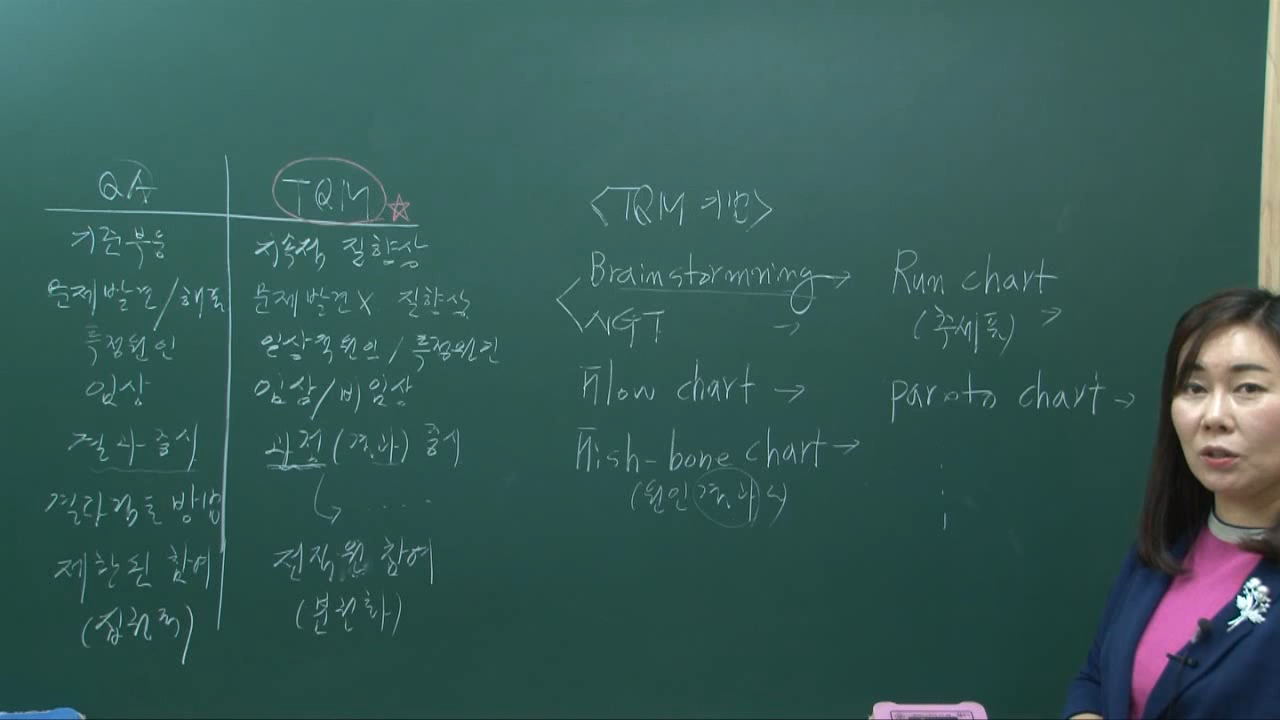 QA TQM
기준부응 지속적 질향상
문제발견/해결 문제발견X 질향상
특정원인 일상적원인/특정원인
임상 임상/비임상
결과중시 과정(결과)중시
결과검토 방법 ....
제한된 참여 전직원 참여
(집권적) (분권화)
<TQM 기법>
Brainstormning →
NGT →
Flow chart →
Fish-bone chart →
(원인결과시)
Run chart
(추세표) →
pareto chart →